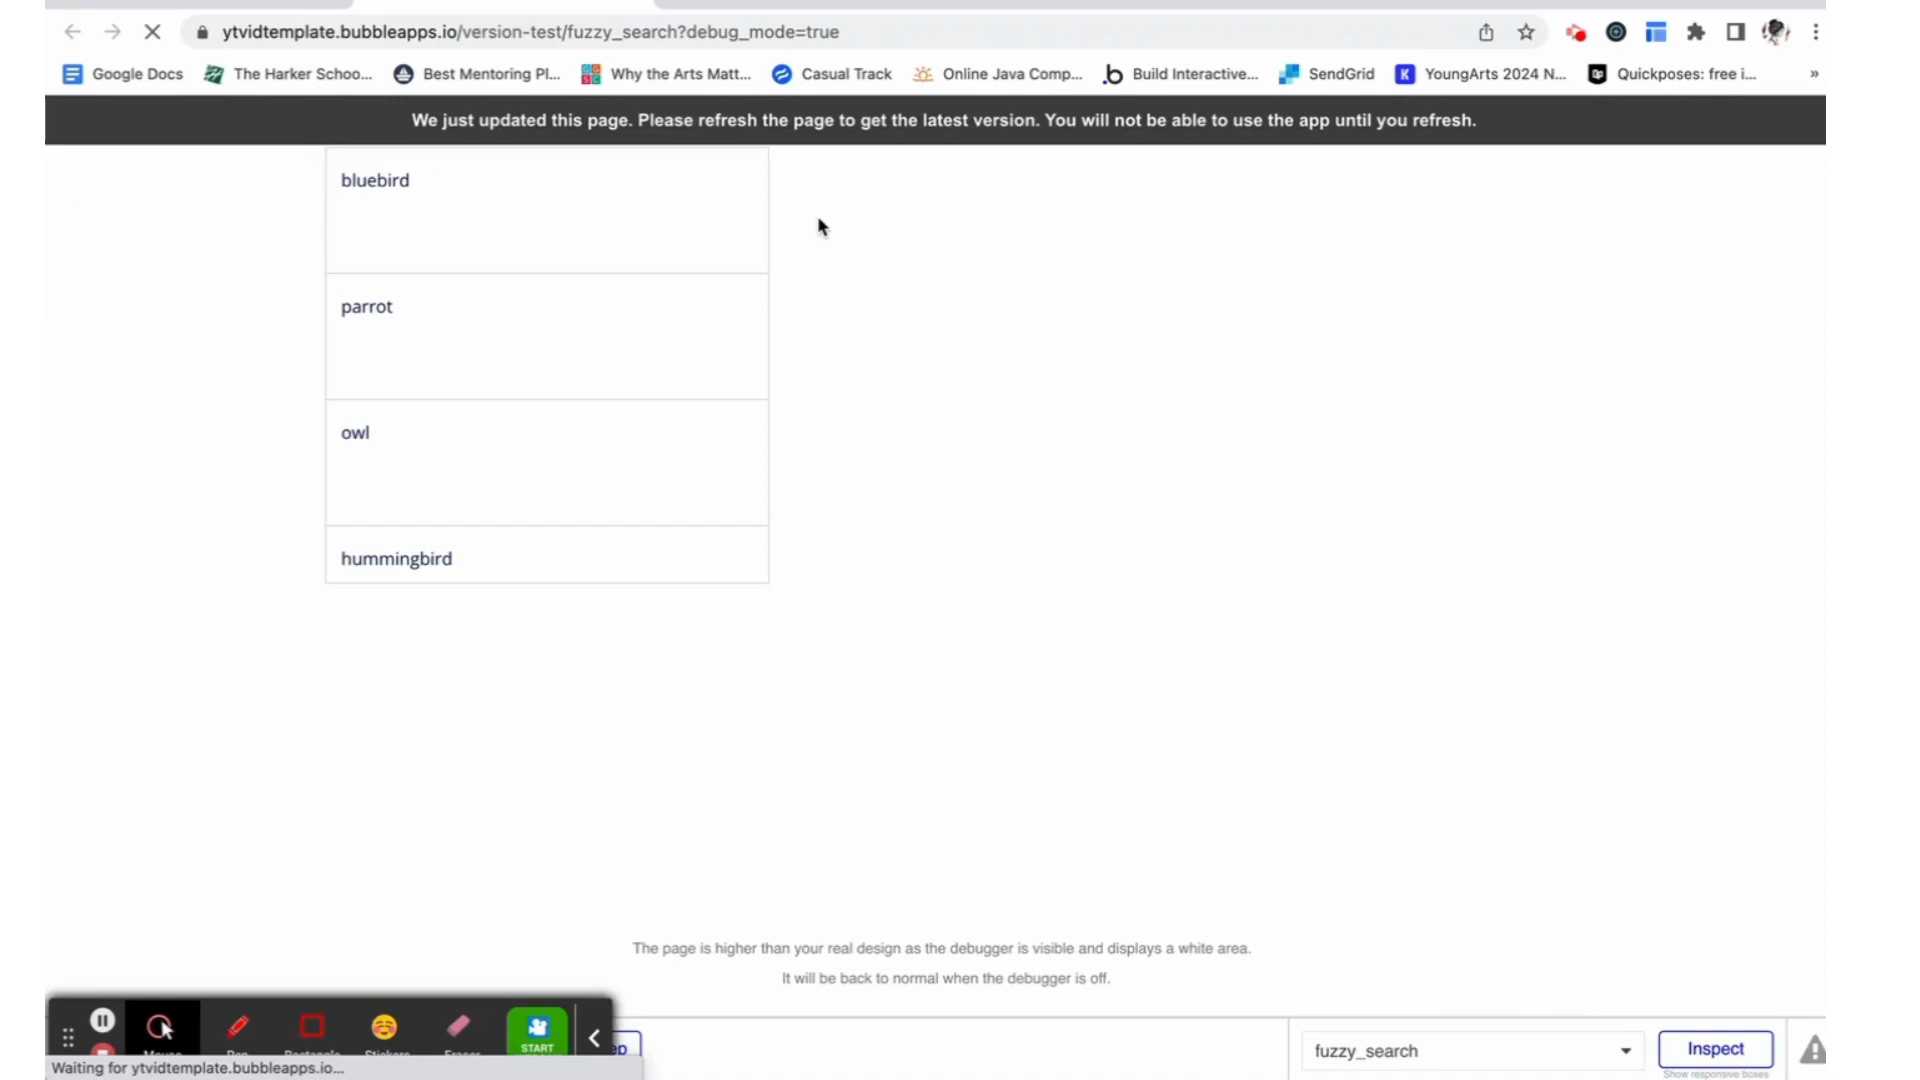 ytvidtemplate.bubbleapps.io/version-test/fuzzy_search?debug_mode=true
Google Docs The Harker Schoo... Best Mentoring Pl... Why the Arts Matt... Casual Track Online Java Comp... Build Interactive... SendGrid YoungArts 2024 N... Quickposes: free i... »
We just updated this page. Please refresh the page to get the latest version. You will not be able to use the app until you refresh.
bluebird
parrot
owl
hummingbird
The page is higher than your real design as the debugger is visible and displays a white area.
It will be back to normal when the debugger is off.
START
fuzzy_search Inspect
Show responsive boxes
Waiting for ytvidtemplate.bubbleapps.io...